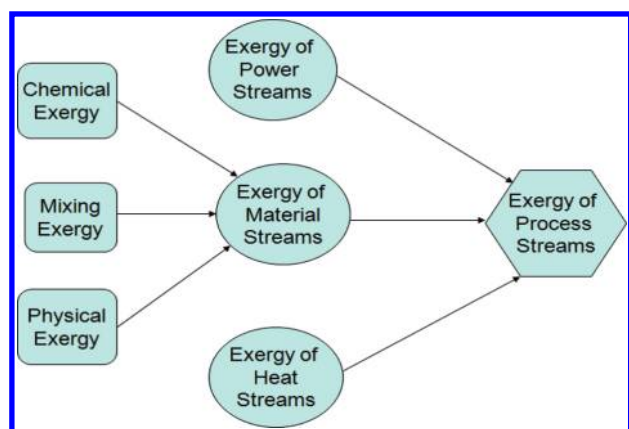 Exergy of
Power
Streams
Chemical
Exergy
Mixing
Exergy
Exergy of
Material
Streams
Exergy of
Process
Streams
Physical
Exergy
Exergy of
Heat
Streams